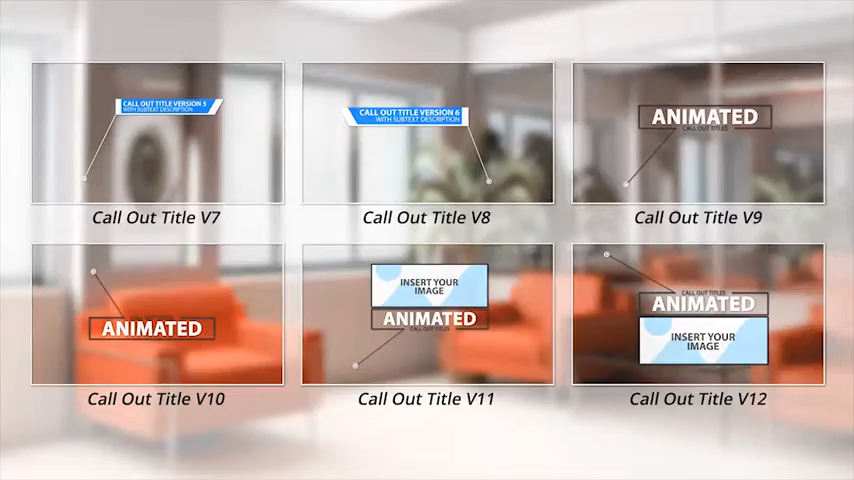 CALL OUT TITLE VERSION 5
WITH SUBTEXT DESCRIPTION
Call Out Title V7
CALL OUT TITLE VERSION 6
WITH SUBTEXT DESCRIPTION
Call Out Title V8
ANIMATED
CALL OUT TITLES
Call Out Title V9
ANIMATED
Call Out Title V10
INSERT YOUR
IMAGE
ANIMATED
CALL OUT TITLES
Call Out Title V11
CALL OUT TITLES
ANIMATED
INSERT YOUR
IMAGE
Call Out Title V12